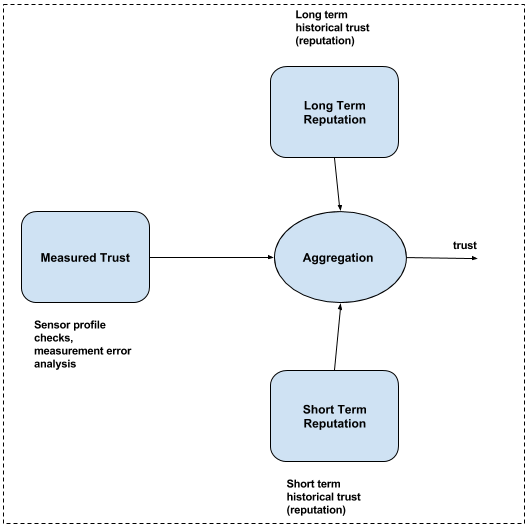 Long term
historical trust
(reputation)
Long Term
Reputation
Measured Trust
Aggregation
trust
Sensor profile
checks,
measurement error
analysis
Short Term
Reputation
Short term
historical trust
(reputation)